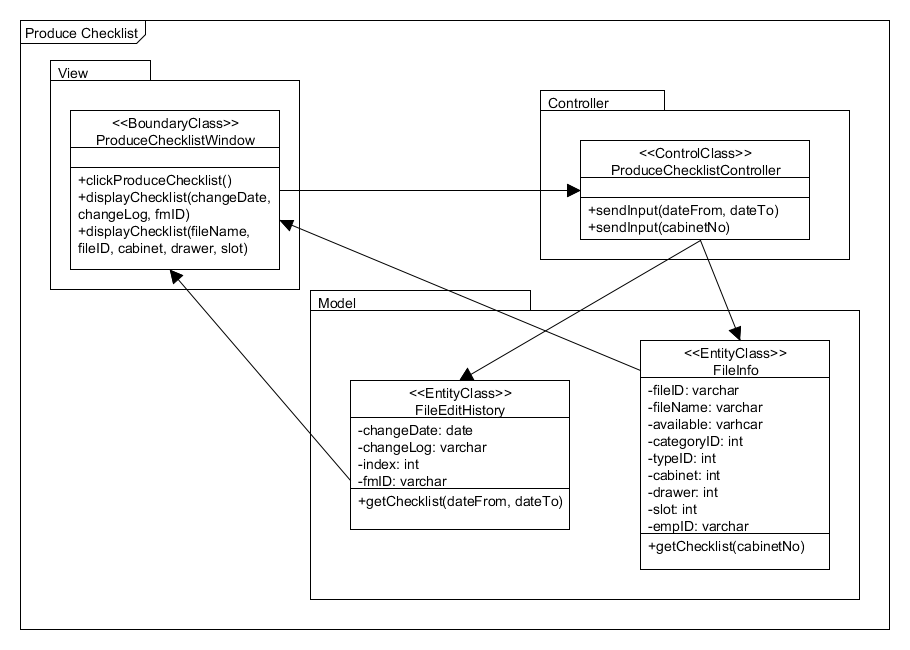 Produce Checklist
View
<<BoundaryClass>>
ProduceChecklistWindow
+clickProduceChecklist()
+displayChecklist(changeDate,
changeLog, fmID)
+displayChecklist(fileName,
fileID, cabinet, drawer, slot)
Controller
<<ControlClass>>
ProduceChecklistController
+sendInput(dateFrom, dateTo)
+sendInput(cabinetNo)
Model
<<EntityClass>>
FileEditHistory
-changeDate: date
-changeLog: varchar
-index: int
-fmID: varchar
+getChecklist(dateFrom, dateTo)
<<EntityClass>>
FileInfo
-fileID: varchar
-fileName: varchar
-available: varhcar
-categoryID: int
-typeID: int
-cabinet: int
-drawer: int
-slot: int
-empID: varchar
+getChecklist(cabinetNo)